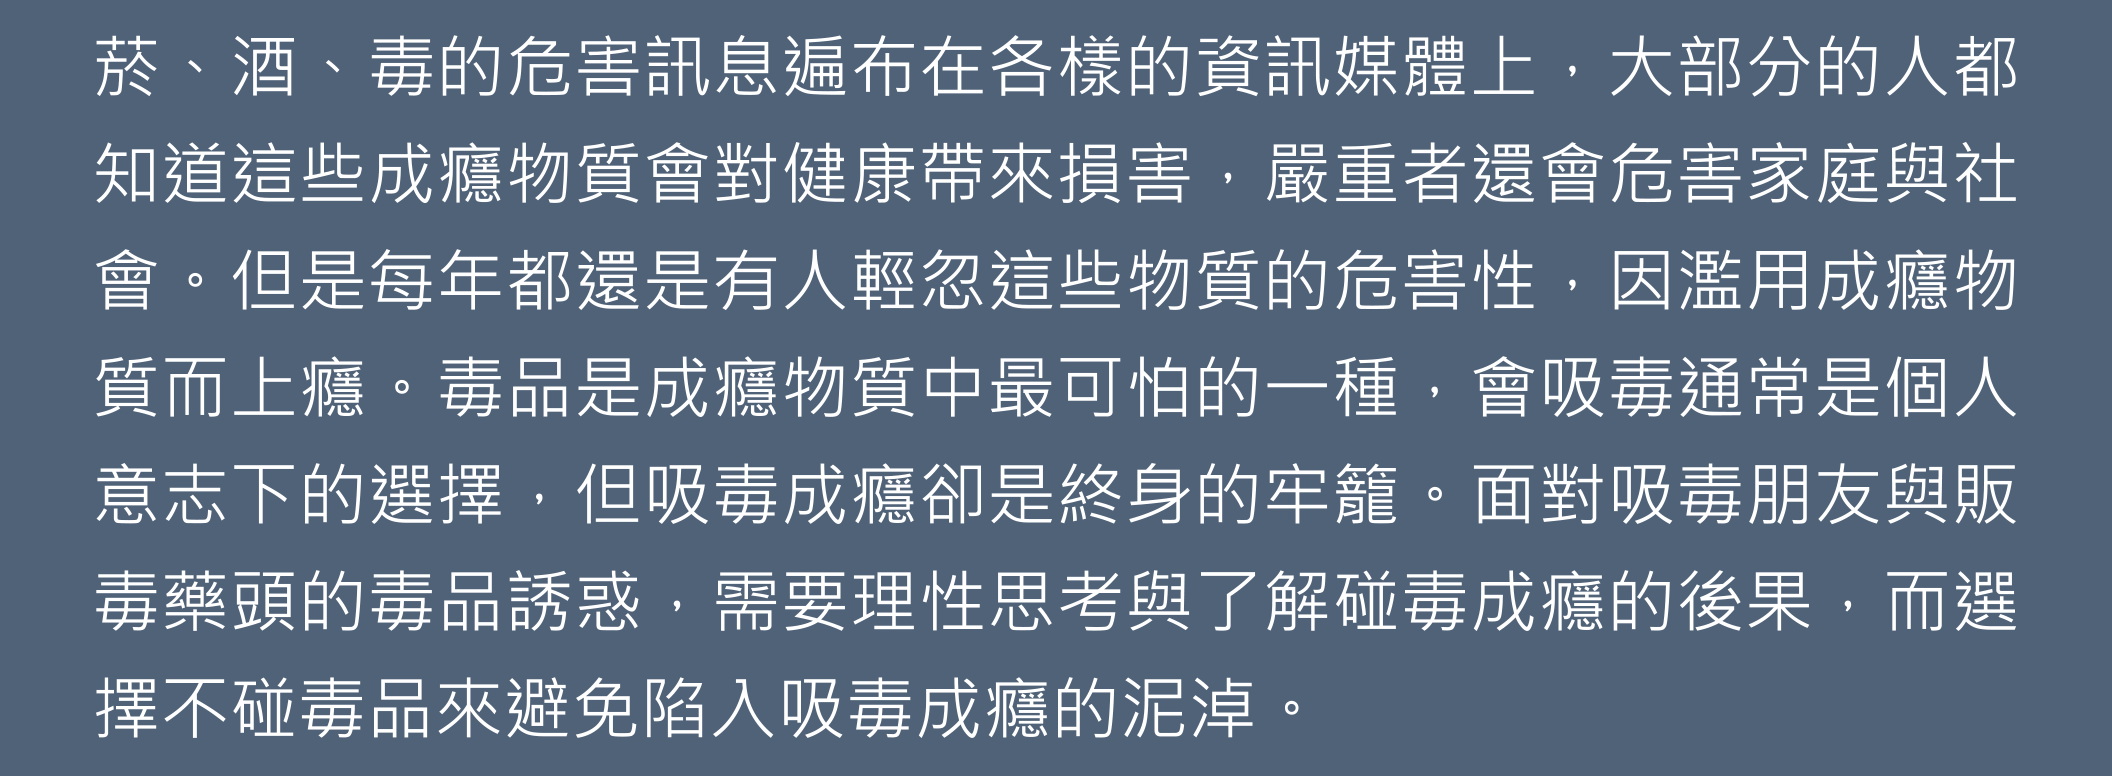 菸、酒、毒的危害訊息遍布在各樣的資訊媒體上，大部分的人都
知道這些成癮物質會對健康帶來損害，嚴重者還會危害家庭與社
會。但是每年都還是有人輕忽這些物質的危害性，因濫用成癮物
質而上癮。毒品是成癮物質中最可怕的一種，會吸毒通常是個人
意志下的選擇，但吸毒成癮卻是終身的牢籠。面對吸毒朋友與販
毒藥頭的毒品誘惑，需要理性思考與了解碰毒成癮的後果，而選
擇不碰毒品來避免陷入吸毒成癮的泥淖。